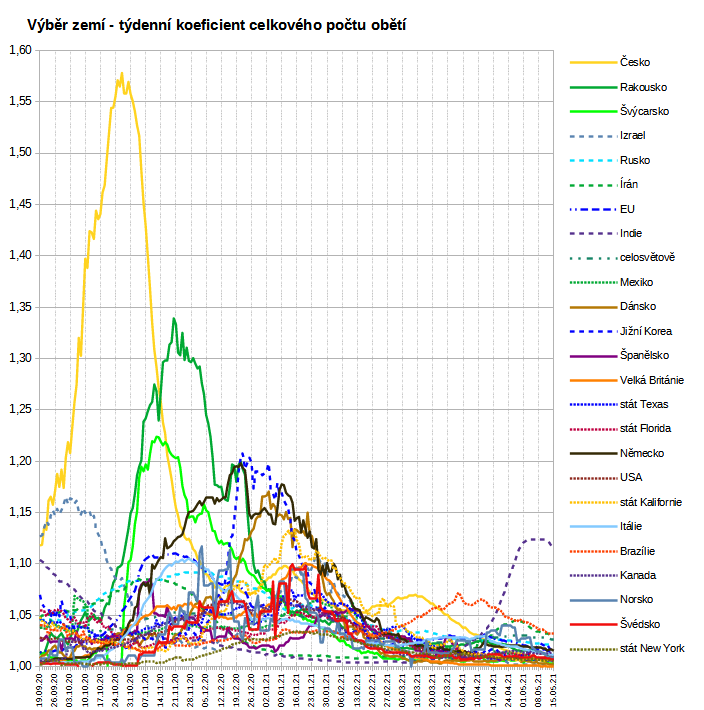 Výběr zemí - týdenní koeficient celkového počtu obětí
1,60
1,55
1,50
1,45
1,40
1,35
1,30
1,25
1,20
1,15
1,10
1,05
1,00
19.09.20
26.09.20
03.10.20
10.10.20
17.10.20
24.10.20
31.10.20
07.11.20
14.11.20
21.11.20
28.11.20
05.12.20
12.12.20
19.12.20
26.12.20
02.01.21
09.01.21
16.01.21
23.01.21
30.01.21
06.02.21
13.02.21
20.02.21
27.02.21
06.03.21
13.03.21
20.03.21
27.03.21
03.04.21
10.04.21
17.04.21
24.04.21
01.05.21
08.05.21
15.05.21
Česko
Rakousko
Švýcarsko
Izrael
Rusko
Írán
EU
Indie
celosvětově
Mexiko
Dánsko
Jižní Korea
Španělsko
Velká Británie
stát Texas
stát Florida
Německo
USA
stát Kalifornie
Itálie
Brazílie
Kanada
Norsko
Švédsko
stát New York